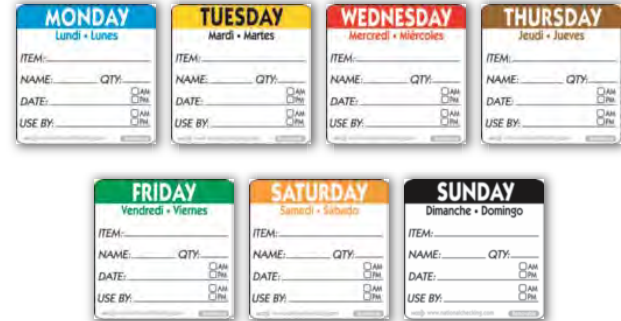 MONDAY
Lundi • Lunes
ITEM:
NAME: QTY:
DATE: AM PM
USE BY: AM PM
TUESDAY
Mardi • Martes
ITEM:
NAME: QTY:
DATE: AM PM
USE BY: AM PM
WEDNESDAY
Mercredi • Miércoles
ITEM:
NAME: QTY:
DATE: AM PM
USE BY: AM PM
THURSDAY
Jeudi • Jueves
ITEM:
NAME: QTY:
DATE: AM PM
USE BY: AM PM
FRIDAY
Vendredi • Viernes
ITEM:
NAME: QTY:
DATE: AM PM
USE BY: AM PM
SATURDAY
Samedi • Sábado
ITEM:
NAME: QTY:
DATE: AM PM
USE BY: AM PM
SUNDAY
Dimanche • Domingo
ITEM:
NAME: QTY:
DATE: AM PM
USE BY: AM PM
www.nationalchecking.com